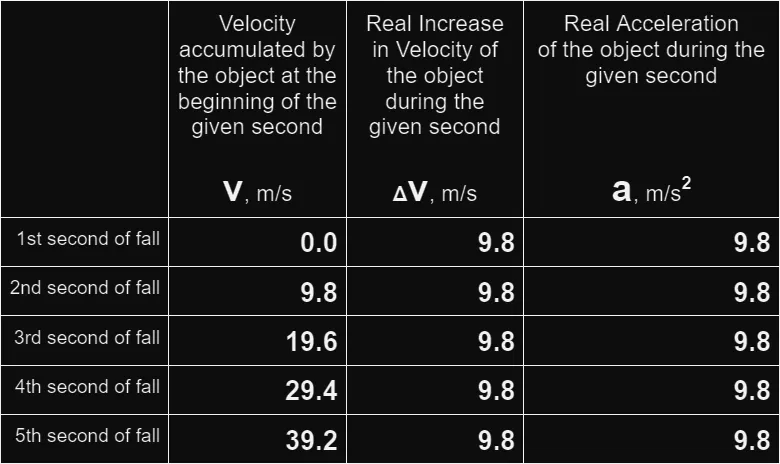 Velocity
accumulated by
the object at the
beginning of the
given second
v, m/s
Real Increase
in Velocity of
the object
during the
given second
Δv, m/s
Real Acceleration
of the object during the
given second
a, m/s²
1st second of fall 0.0 9.8 9.8
2nd second of fall 9.8 9.8 9.8
3rd second of fall 19.6 9.8 9.8
4th second of fall 29.4 9.8 9.8
5th second of fall 39.2 9.8 9.8